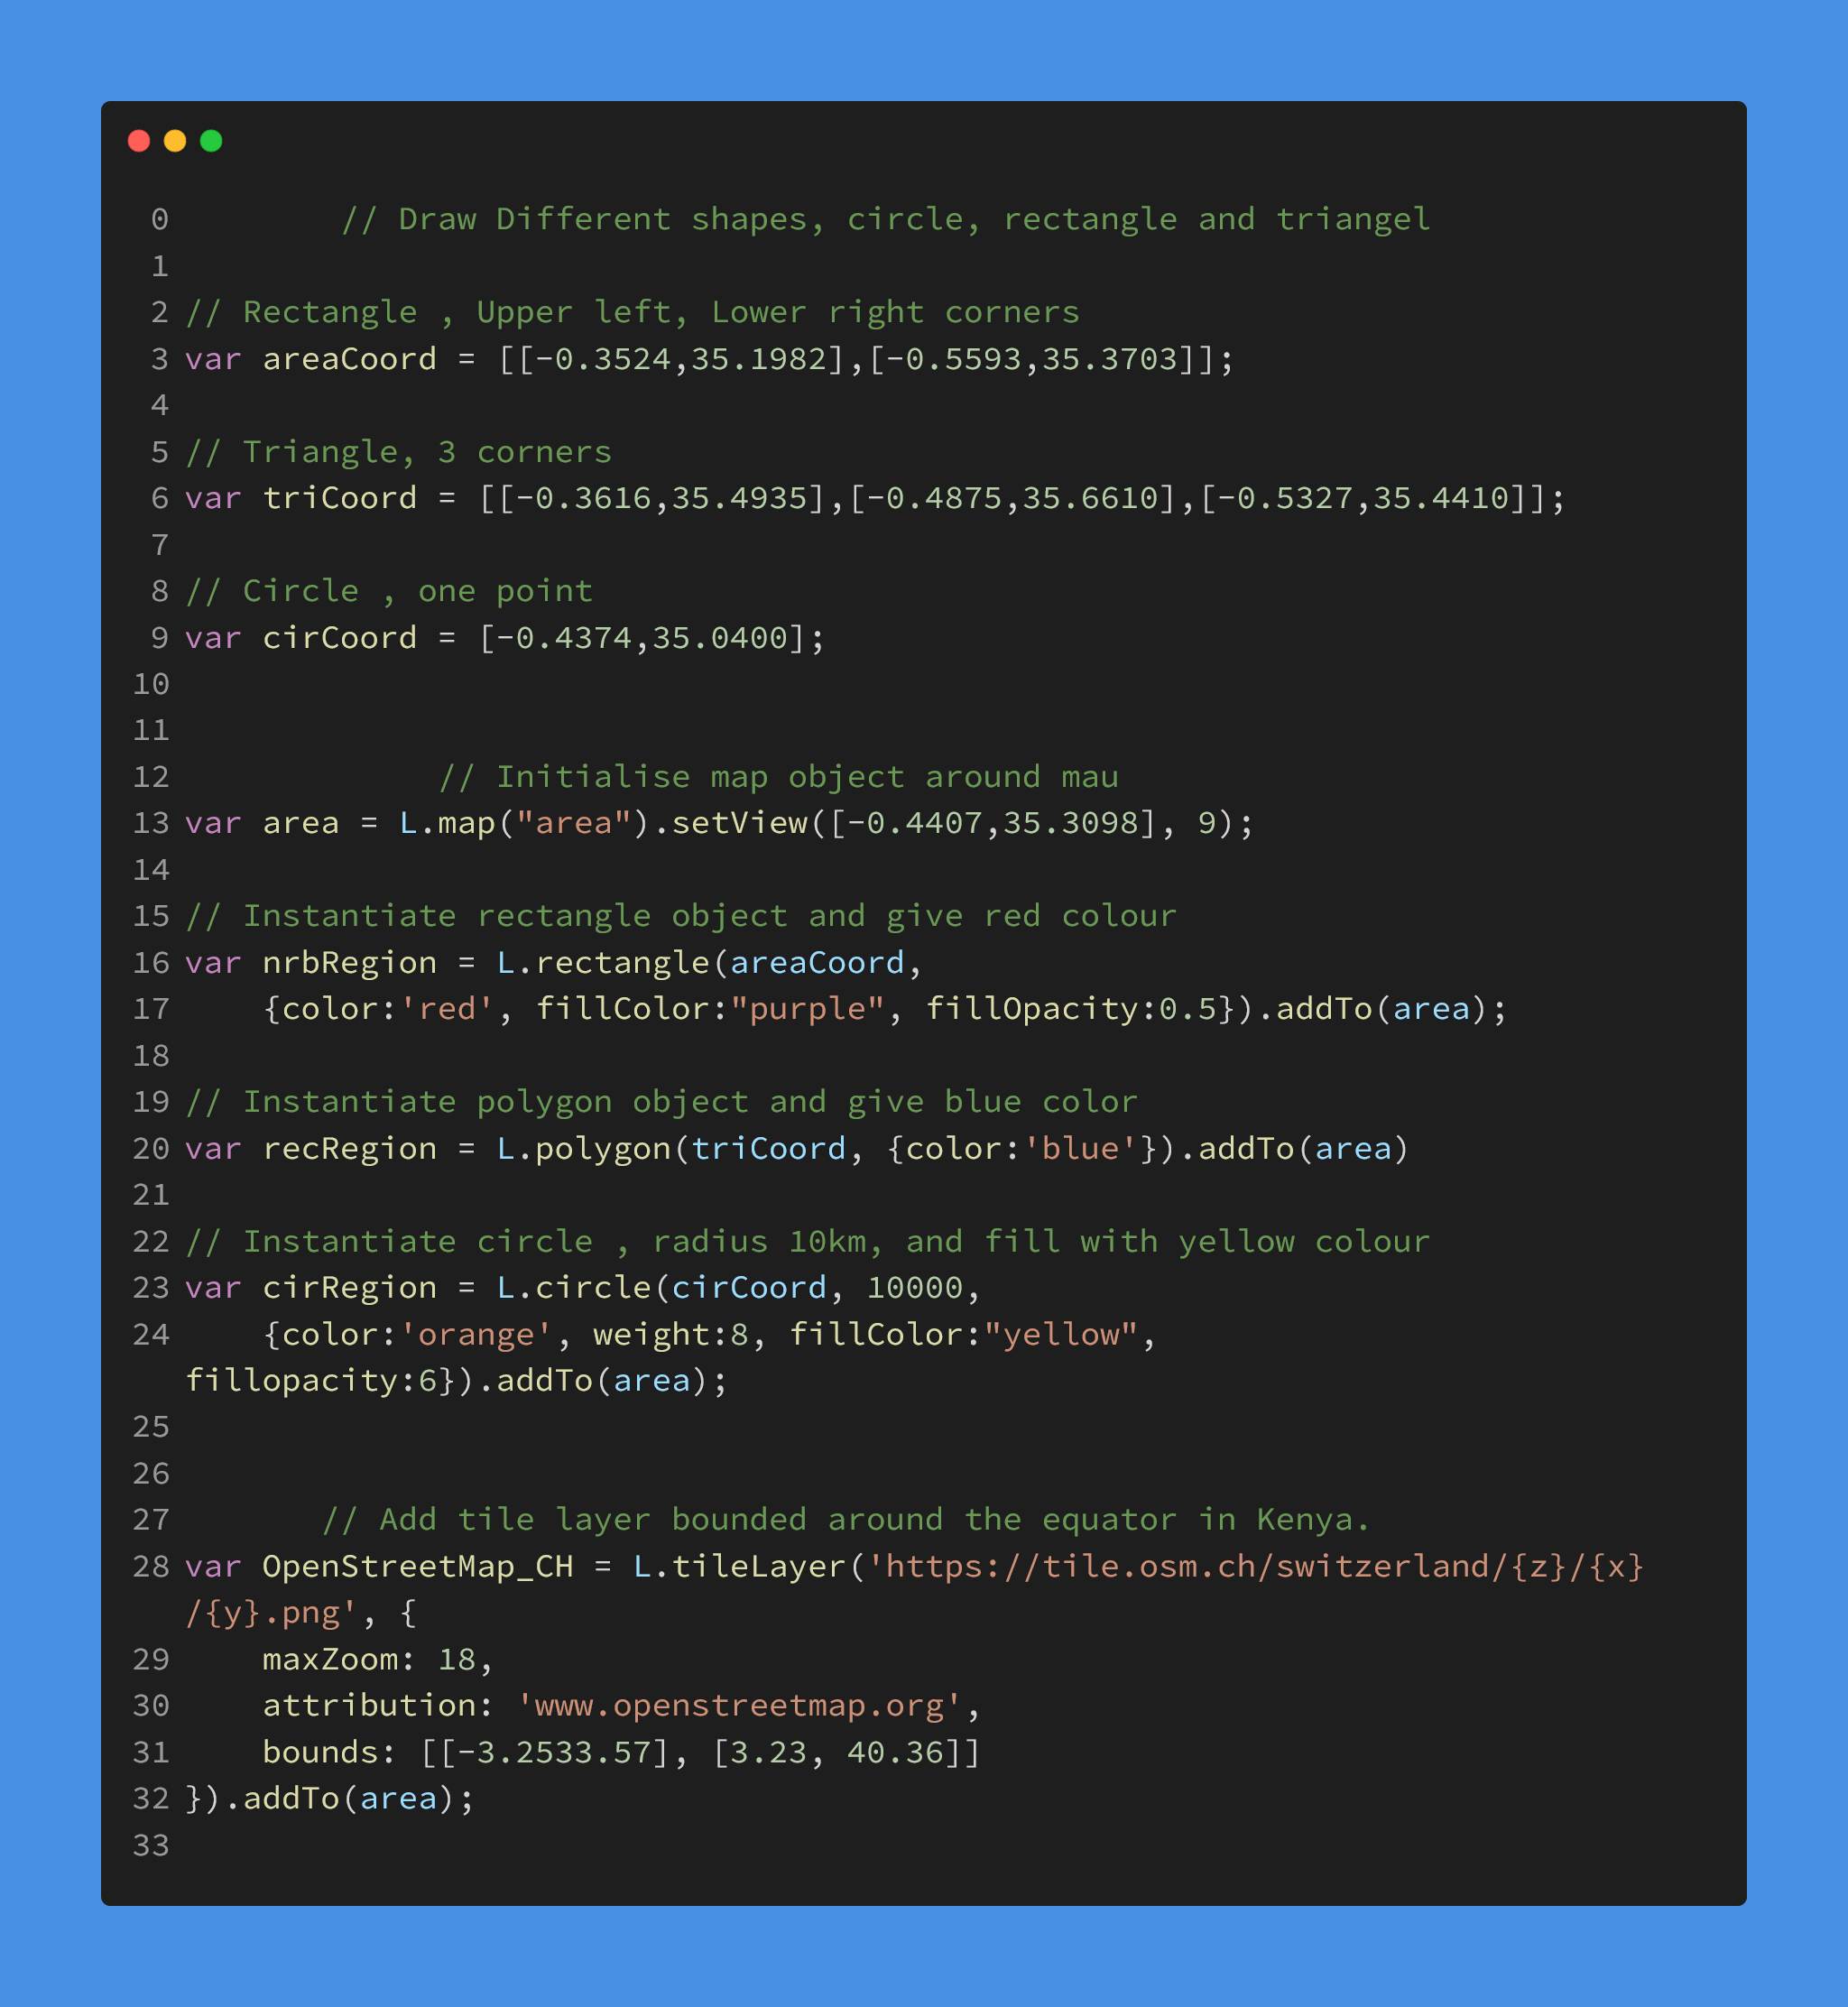 0         // Draw Different shapes, circle, rectangle and triangel
1
2 // Rectangle , Upper left, Lower right corners
3 var areaCoord = [[-0.3524,35.1982],[-0.5593,35.3703]];
4
5 // Triangle, 3 corners
6 var triCoord = [[-0.3616,35.4935],[-0.4875,35.6610],[-0.5327,35.4410]];
7
8 // Circle , one point
9 var cirCoord = [-0.4374,35.0400];
10
11
12              // Initialise map object around mau
13 var area = L.map("area").setView([-0.4407,35.3098], 9);
14
15 // Instantiate rectangle object and give red colour
16 var nrbRegion = L.rectangle(areaCoord,
17     {color:'red', fillColor:"purple", fillOpacity:0.5}).addTo(area);
18
19 // Instantiate polygon object and give blue color
20 var recRegion = L.polygon(triCoord, {color:'blue'}).addTo(area)
21
22 // Instantiate circle , radius 10km, and fill with yellow colour
23 var cirRegion = L.circle(cirCoord, 10000,
24     {color:'orange', weight:8, fillColor:"yellow",
fillopacity:6}).addTo(area);
25
26
27        // Add tile layer bounded around the equator in Kenya.
28 var OpenStreetMap_CH = L.tileLayer('https://tile.osm.ch/switzerland/{z}/{x}
/{y}.png', {
29     maxZoom: 18,
30     attribution: 'www.openstreetmap.org',
31     bounds: [[-3.2533.57], [3.23, 40.36]]
32 }).addTo(area);
33